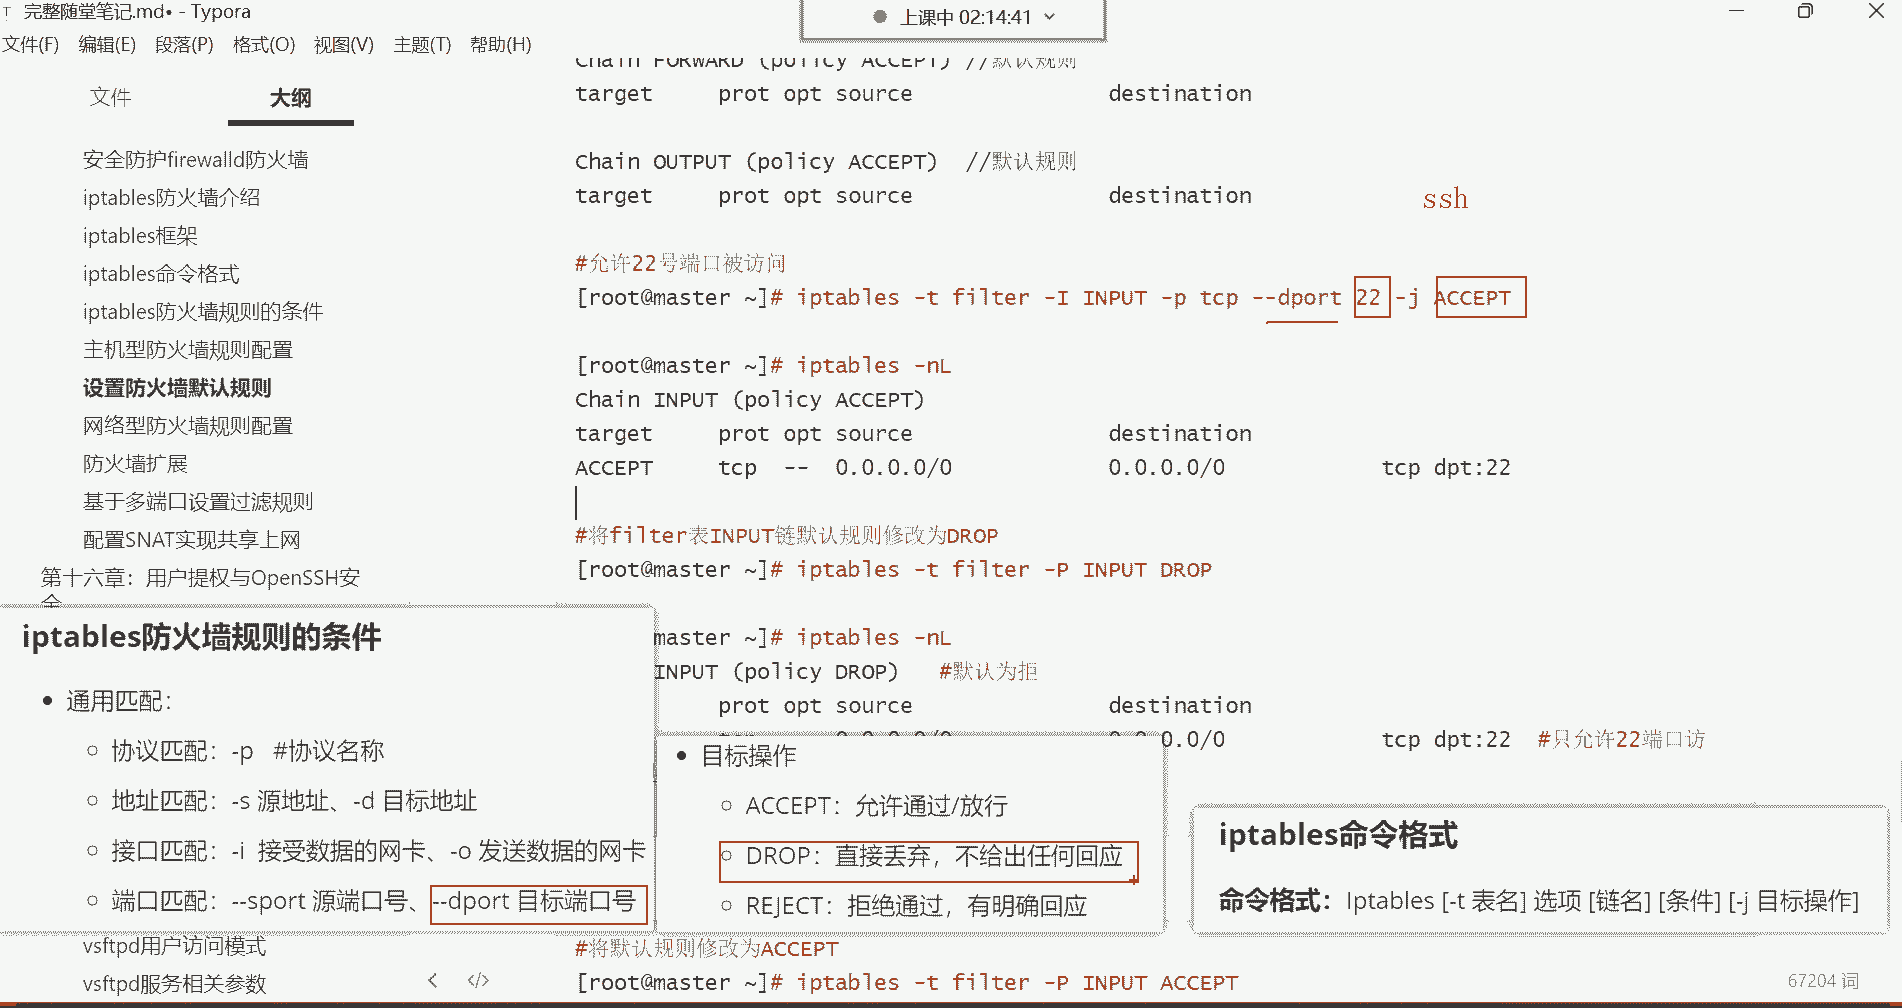 T 完整随堂笔记.md• - Typora
上课中 02:14:41
文件(F) 编辑(E) 段落(P) 格式(O) 视图(V) 主题(T) 帮助(H)
文件 大纲
安全防护firewalld防火墙
iptables防火墙介绍
iptables框架
iptables命令格式
iptables防火墙规则的条件
主机型防火墙规则配置
设置防火墙默认规则
网络型防火墙规则配置
防火墙扩展
基于多端口设置过滤规则
配置SNAT实现共享上网
第十六章：用户提权与OpenSSH安
全
vsftpd用户访问模式
vsftpd服务相关参数
Chain FORWARD (policy ACCEPT) //默认规则
target prot opt source destination
Chain OUTPUT (policy ACCEPT) //默认规则
target prot opt source destination
ssh
#允许22号端口被访问
[root@master ~]# iptables -t filter -I INPUT -p tcp --dport 22 -j ACCEPT
[root@master ~]# iptables -nL
Chain INPUT (policy ACCEPT)
target prot opt source destination
ACCEPT tcp -- 0.0.0.0/0 0.0.0.0/0 tcp dpt:22
#将filter表INPUT链默认规则修改为DROP
[root@master ~]# iptables -t filter -P INPUT DROP
master ~]# iptables -nL
INPUT (policy DROP) #默认为拒
prot opt source destination
0.0/0 tcp dpt:22 #只允许22端口访
#将默认规则修改为ACCEPT
[root@master ~]# iptables -t filter -P INPUT ACCEPT
iptables防火墙规则的条件
• 通用匹配：
○ 协议匹配：-p #协议名称
○ 地址匹配：-s 源地址、-d 目标地址
○ 接口匹配：-i 接受数据的网卡、-o 发送数据的网卡
○ 端口匹配：--sport 源端口号、--dport 目标端口号
• 目标操作
○ ACCEPT：允许通过/放行
○ DROP：直接丢弃，不给出任何回应
○ REJECT：拒绝通过，有明确回应
iptables命令格式
命令格式：Iptables [-t 表名] 选项 [链名] [条件] [-j 目标操作]
< </>
67204 词